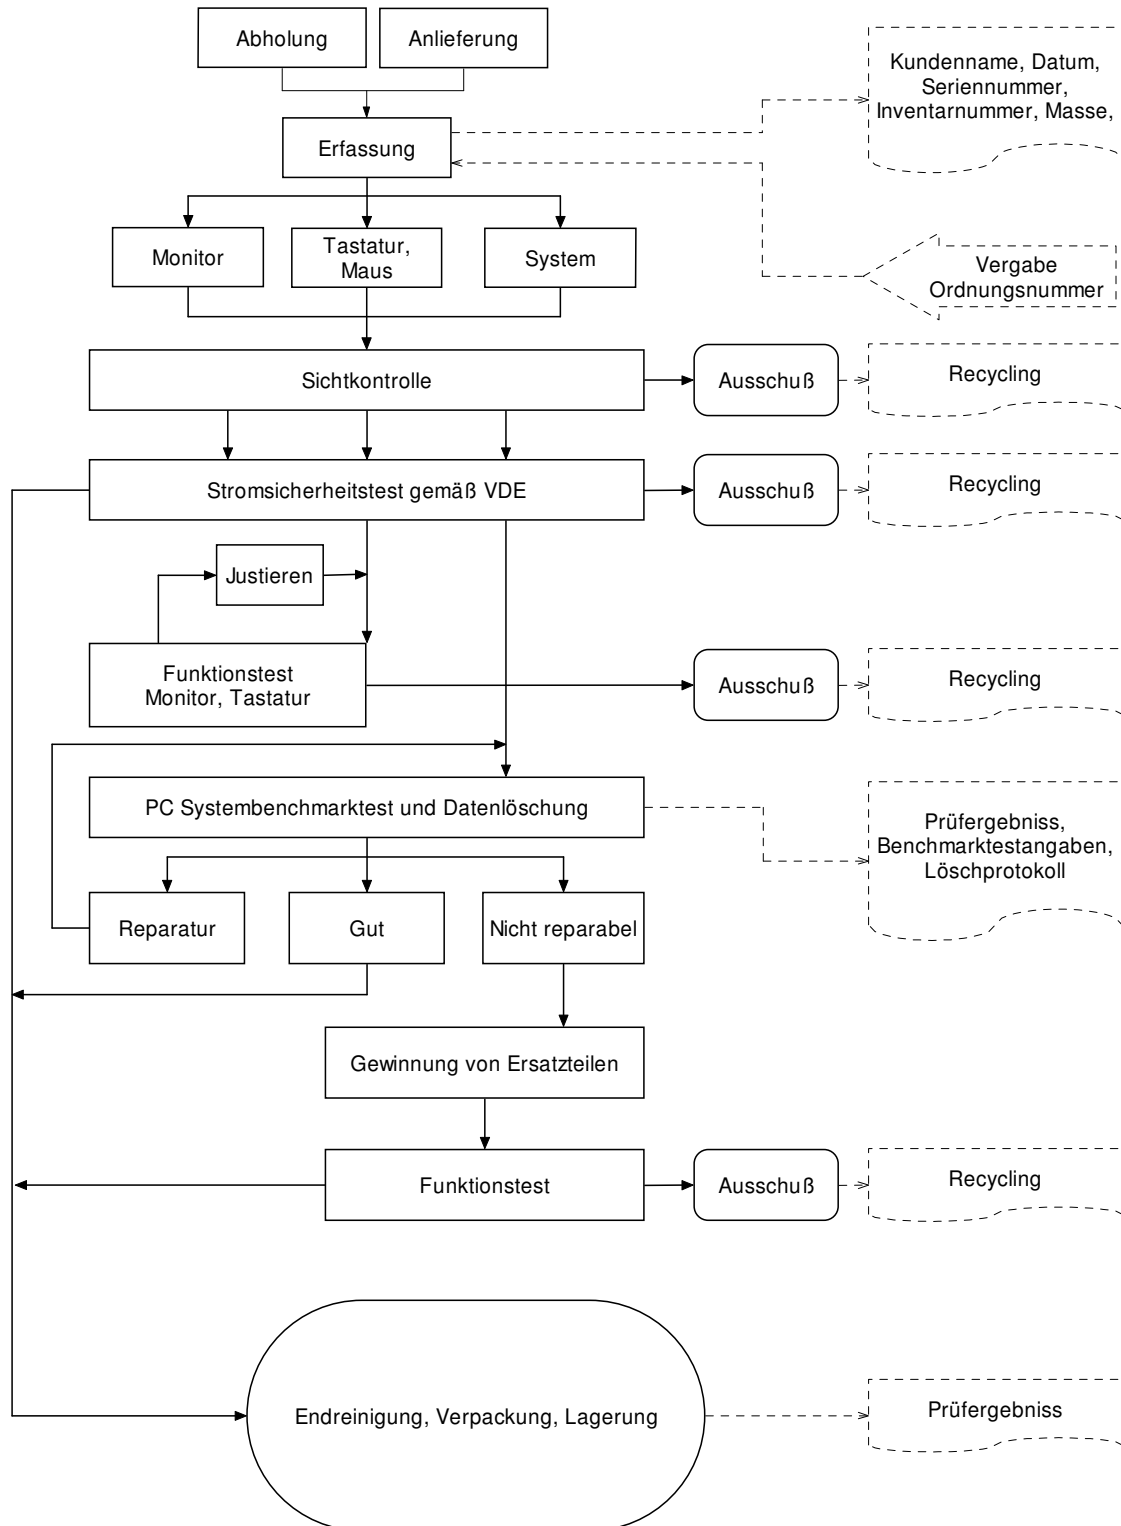 Abholung
Anlieferung
Kundenname, Datum,
Seriennummer,
Inventarnummer, Masse,
Erfassung
Monitor
Tastatur,
Maus
System
Vergabe
Ordnungsnummer
Sichtkontrolle
Ausschuß
Recycling
Stromsicherheitstest gemäß VDE
Ausschuß
Recycling
Justieren
Funktionstest
Monitor, Tastatur
Ausschuß
Recycling
PC Systembenchmarktest und Datenlöschung
Prüfergebniss,
Benchmarktestangaben,
Löschprotokoll
Reparatur
Gut
Nicht reparabel
Gewinnung von Ersatzteilen
Funktionstest
Ausschuß
Recycling
Endreinigung, Verpackung, Lagerung
Prüfergebniss